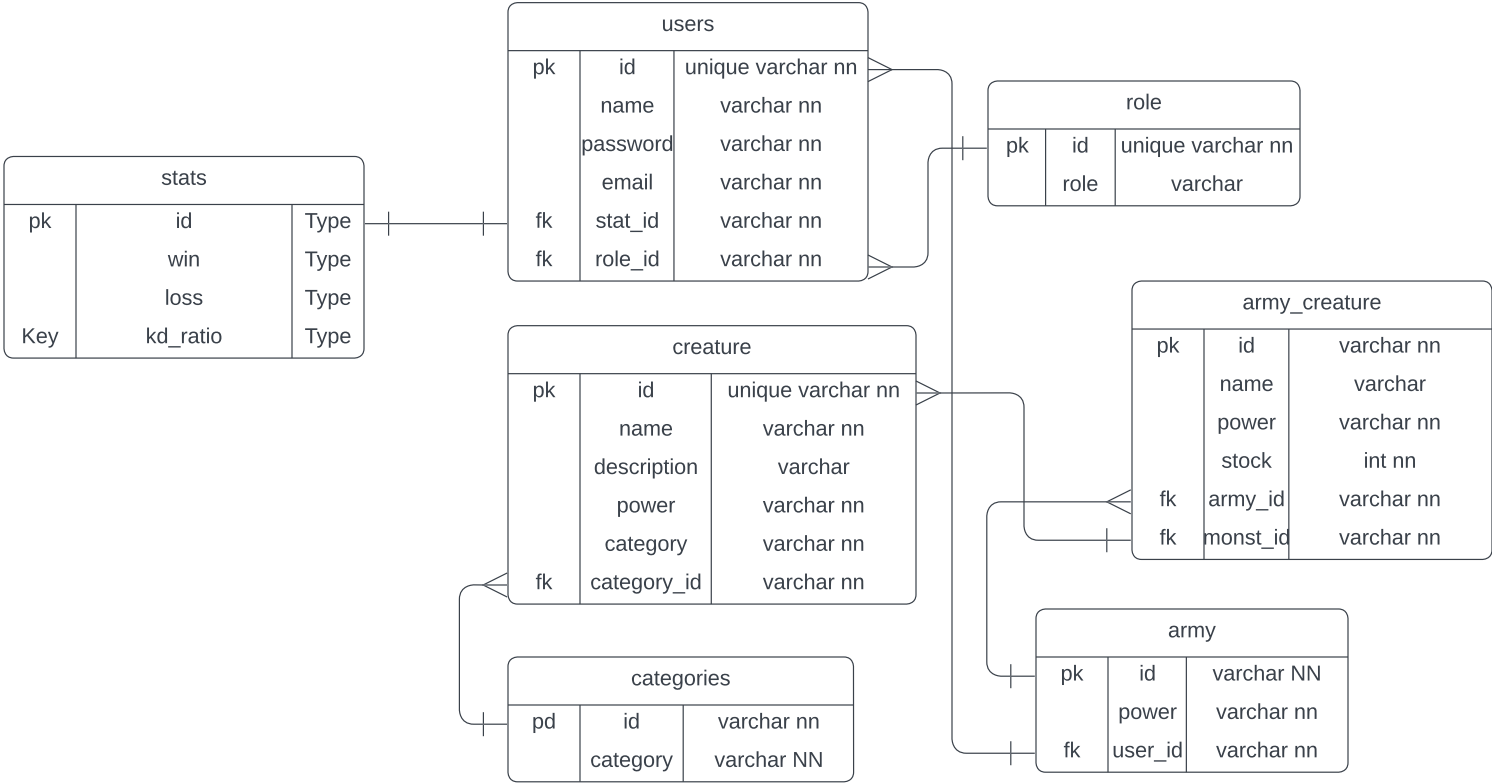 users
pk id unique varchar nn
name varchar nn
password varchar nn
email varchar nn
fk stat_id varchar nn
fk role_id varchar nn
role
pk id unique varchar nn
role varchar
stats
pk id Type
win Type
loss Type
Key kd_ratio Type
creature
pk id unique varchar nn
name varchar nn
description varchar
power varchar nn
category varchar nn
fk category_id varchar nn
army_creature
pk id varchar nn
name varchar
power varchar nn
stock int nn
fk army_id varchar nn
fk monst_id varchar nn
categories
pd id varchar nn
category varchar NN
army
pk id varchar NN
power varchar nn
fk user_id varchar nn